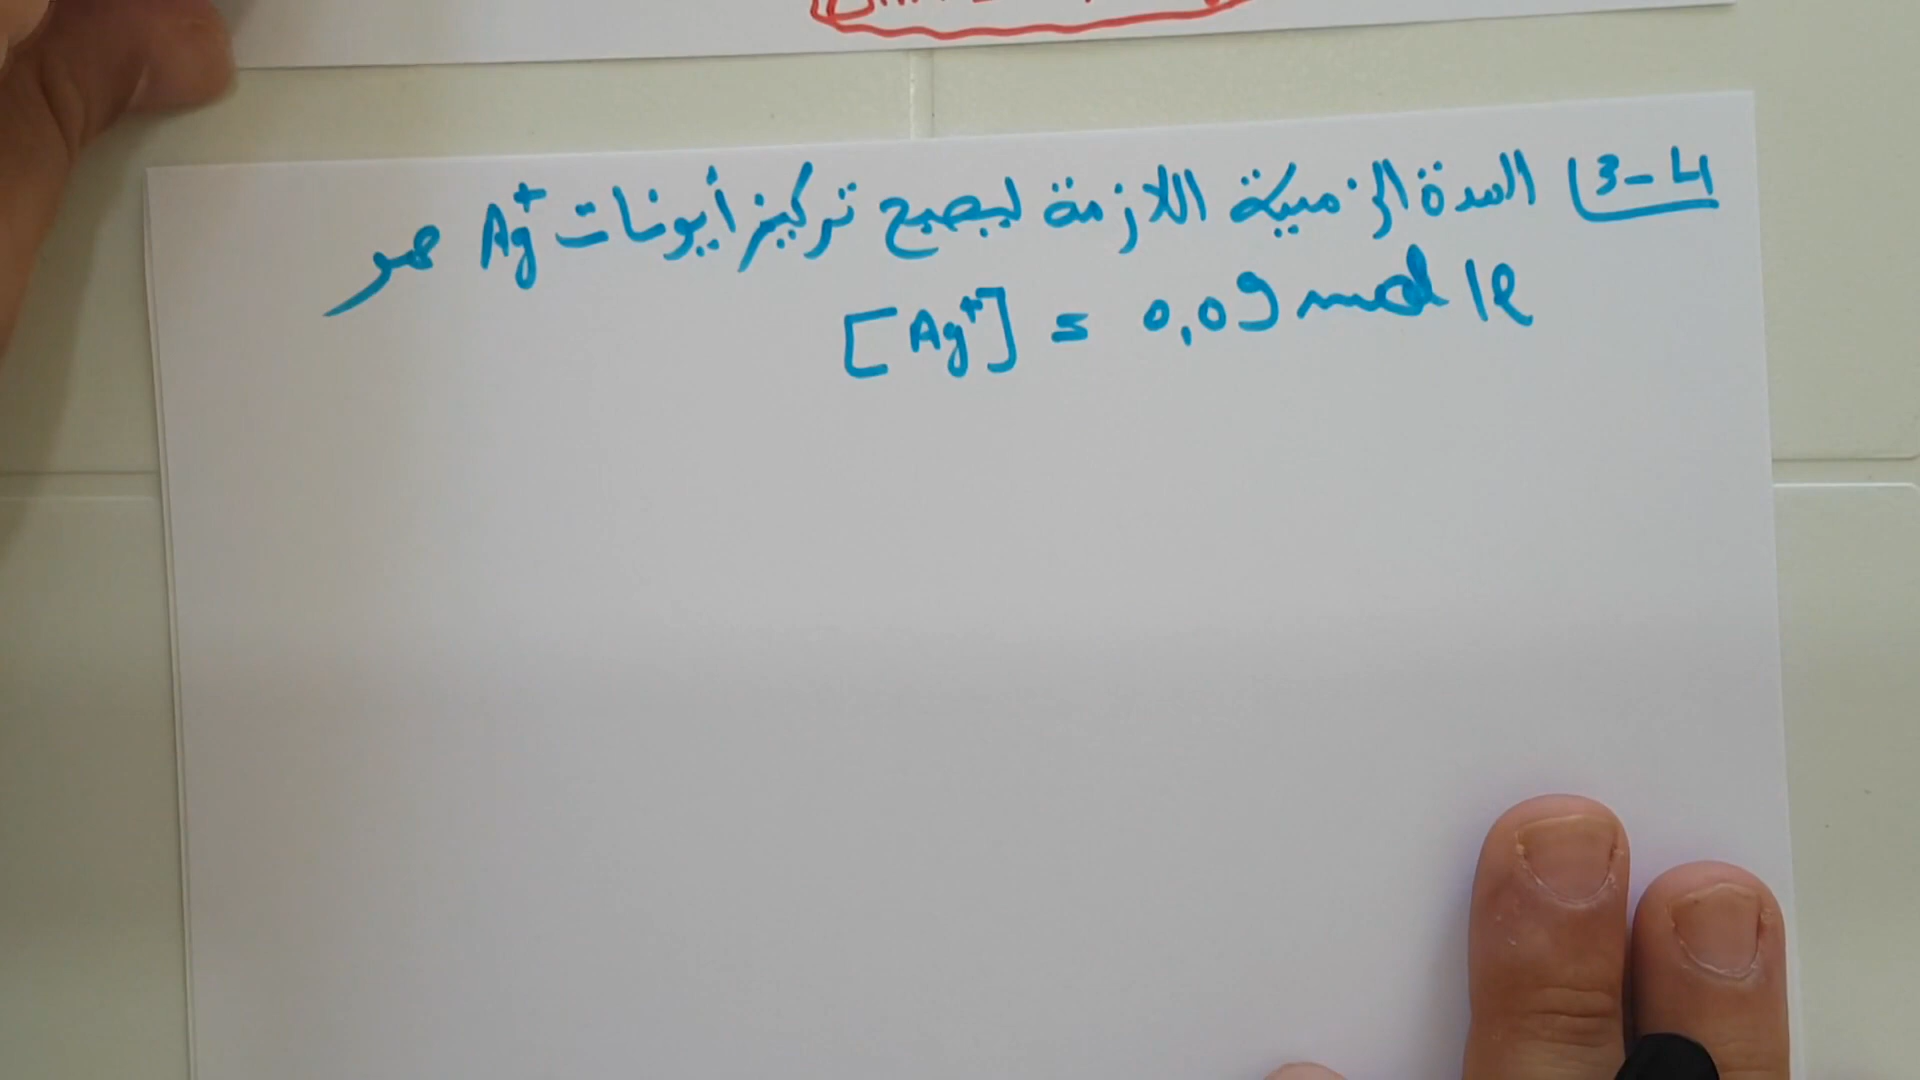 3-4) المدة الزمنية اللازمة ليصبح تركيز أيونات Ag⁺ هو
[Ag⁺] = 0,09 mol/l